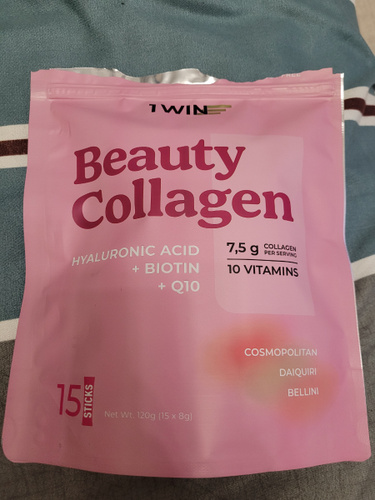 1WIN
Beauty
Collagen
HYALURONIC ACID
+ BIOTIN
+ Q10
7,5 g COLLAGEN
PER SERVING
10 VITAMINS
COSMOPOLITAN
DAIQUIRI
BELLINI
15 STICKS
Net Wt. 120g (15 x 8g)